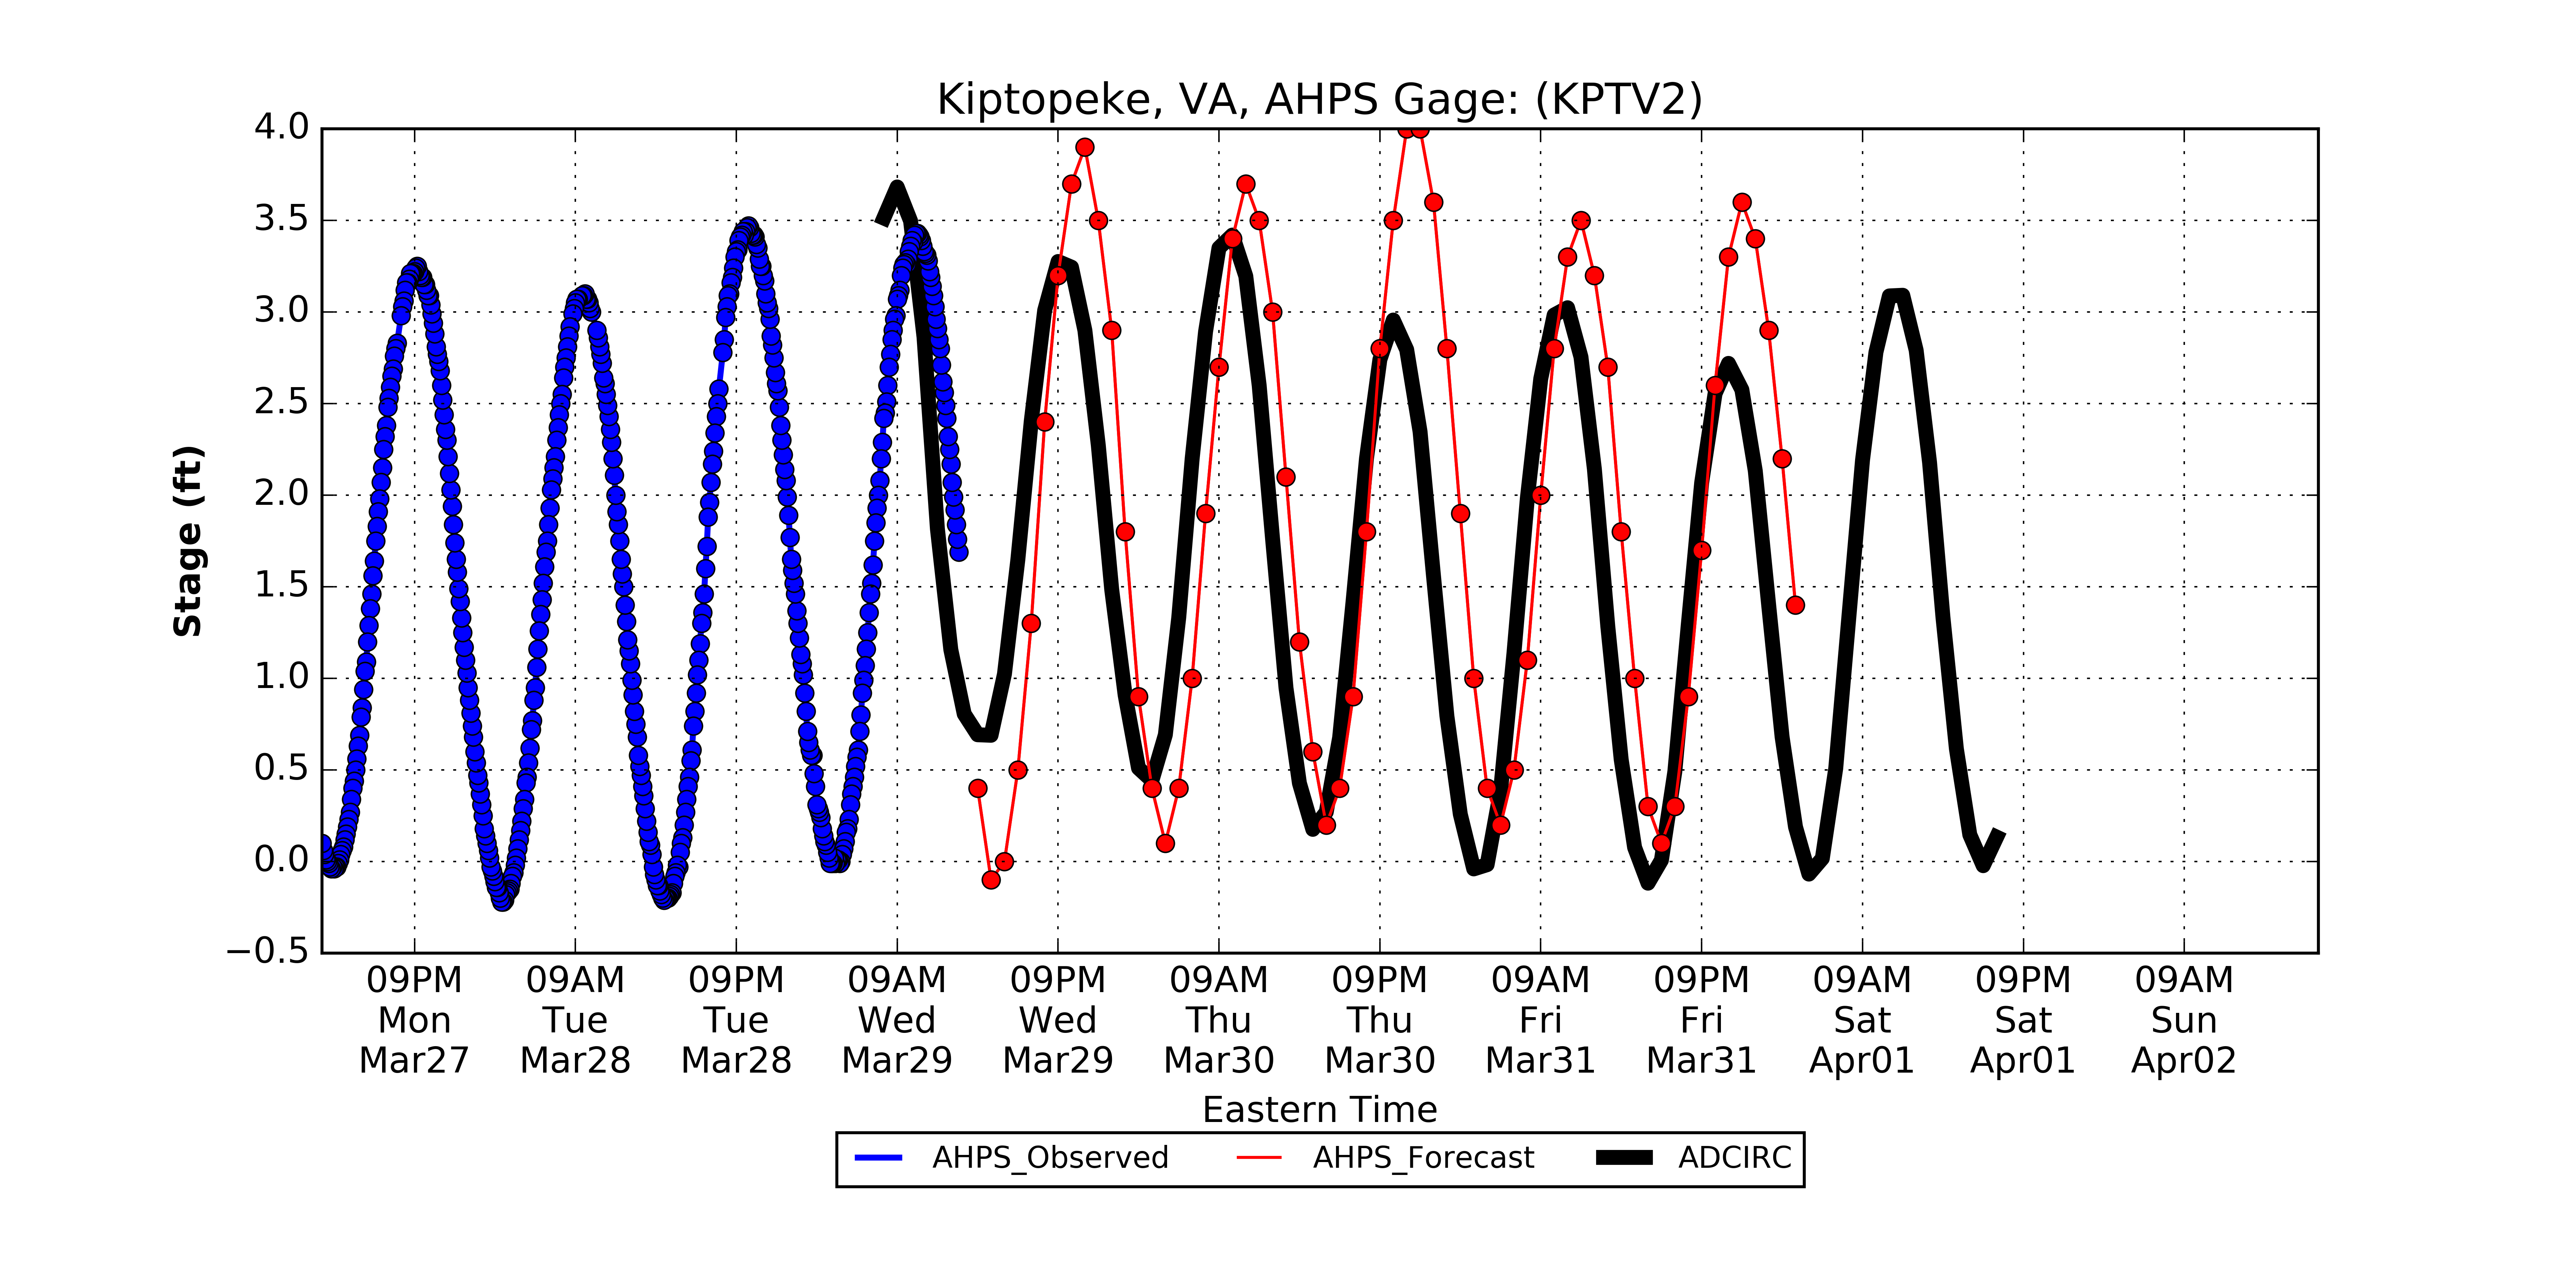 Kiptopeke, VA, AHPS Gage: (KPTV2)
Stage (ft)
4.0
3.5
3.0
2.5
2.0
1.5
1.0
0.5
0.0
−0.5
09PM 09AM 09PM 09AM 09PM 09AM 09PM 09AM 09PM 09AM 09PM 09AM
Mon Tue Tue Wed Wed Thu Thu Fri Fri Sat Sat Sun
Mar27 Mar28 Mar28 Mar29 Mar29 Mar30 Mar30 Mar31 Mar31 Apr01 Apr01 Apr02
Eastern Time
AHPS_Observed AHPS_Forecast ADCIRC